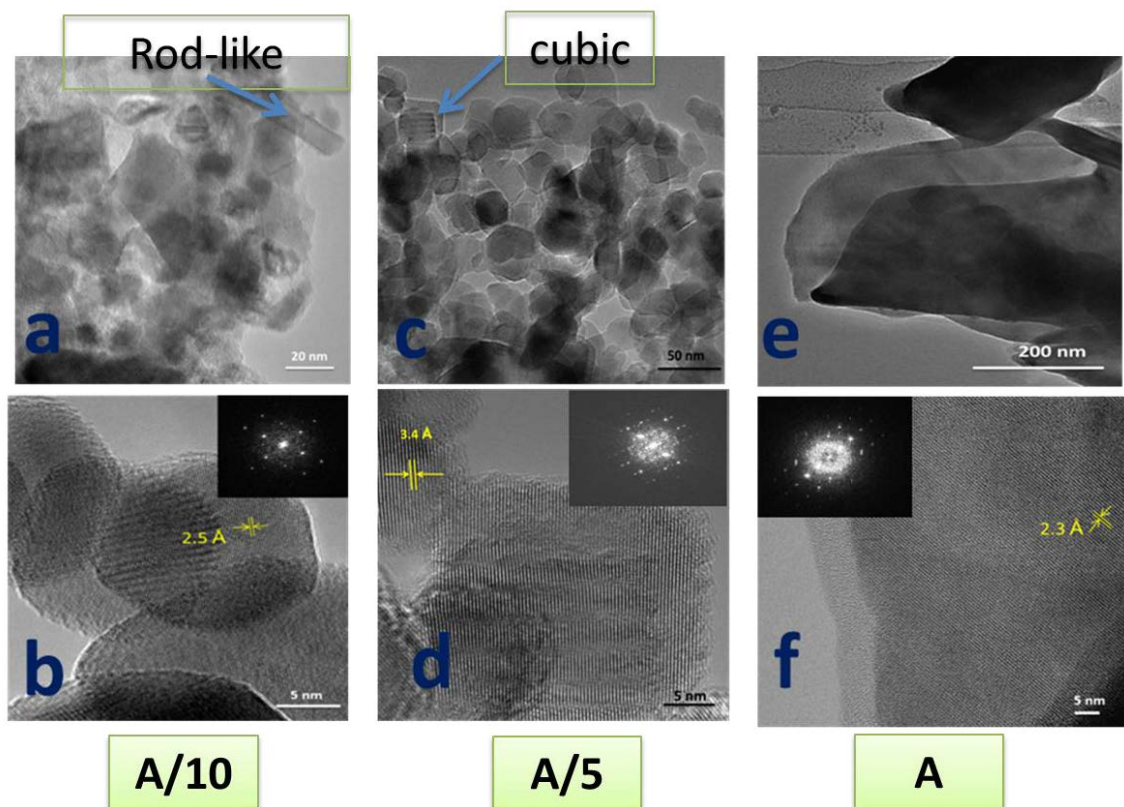 Rod-like
cubic
a
20 nm
c
50 nm
e
200 nm
b
2.5 Å
5 nm
3.4 Å
d
5 nm
2.3 Å
f
5 nm
A/10
A/5
A